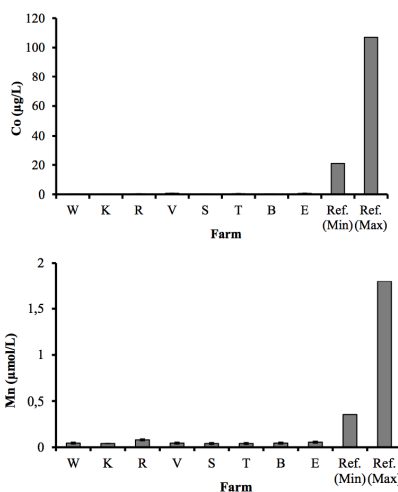 120
100
80
60
40
20
0
Co (µg/L)
W K R V S T B E Ref. Ref.
(Min) (Max)
Farm
2
1,5
1
0,5
0
Mn (µmol/L)
W K R V S T B E Ref. Ref.
(Min) (Max)
Farm